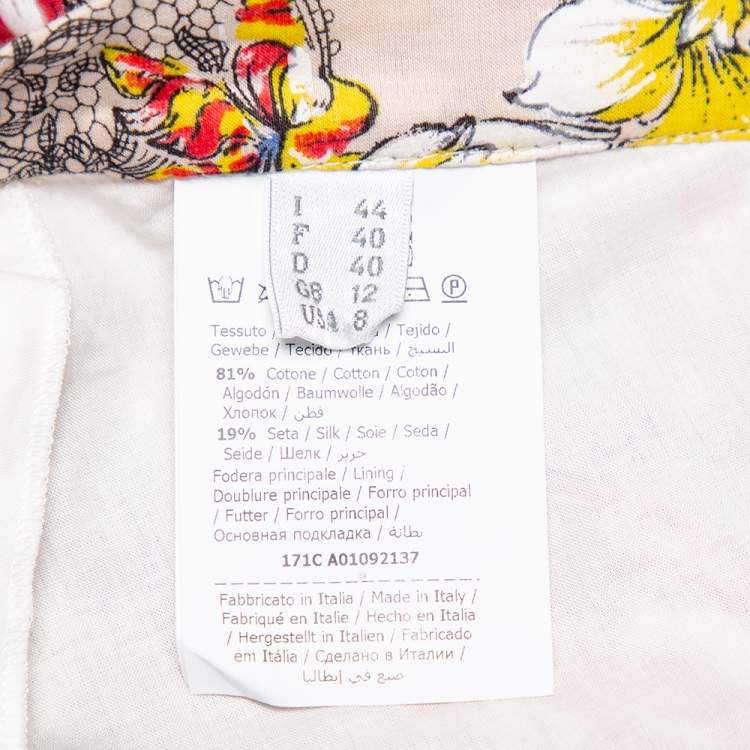 I 44
F 40
D 40
GB 12
USA 8
Tessuto / Tejido /
Gewebe / Tecido / Ткань / النسيج
81% Cotone / Cotton / Coton /
Algodón / Baumwolle / Algodão /
Хлопок / قطن
19% Seta / Silk / Soie / Seda /
Seide / Шелк / حرير
Fodera principale / Lining /
Doublure principale / Forro principal
/ Futter / Forro principal /
Основная подкладка / بطانة
171C A01092137
Fabbricato in Italia / Made in Italy /
Fabriqué en Italie / Hecho en Italia
/ Hergestellt in Italien / Fabricado
em Itália / Сделано в Италии /
صنع في إيطاليا